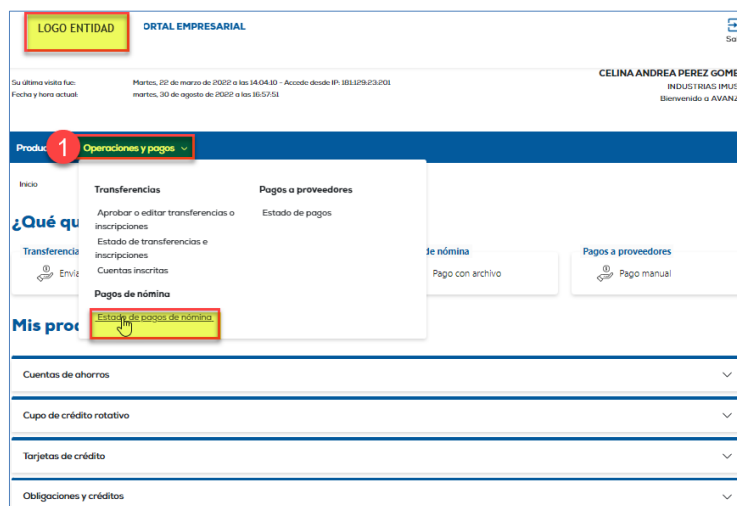 LOGO ENTIDAD
ORTAL EMPRESARIAL
Su última visita fue: Martes, 22 de marzo de 2022 a las 14:04:10 - Accede desde IP: 181.129.23.201
Fecha y hora actual: martes, 30 de agosto de 2022 a las 16:57:51
CELINA ANDREA PEREZ GOME
INDUSTRIAS IMUS
Bienvenido a AVANZ
Produc 1 Operaciones y pagos
Inicio
Transferencias Pagos a proveedores
Aprobar o editar transferencias o Estado de pagos
inscripciones
Estado de transferencias e
inscripciones
Cuentas inscritas
Pagos de nómina
Estado de pagos de nómina
¿Qué qu
Transferencia de nómina Pagos a proveedores
Envia Pago con archivo Pago manual
Mis prod
Cuentas de ahorros
Cupo de crédito rotativo
Tarjetas de crédito
Obligaciones y créditos